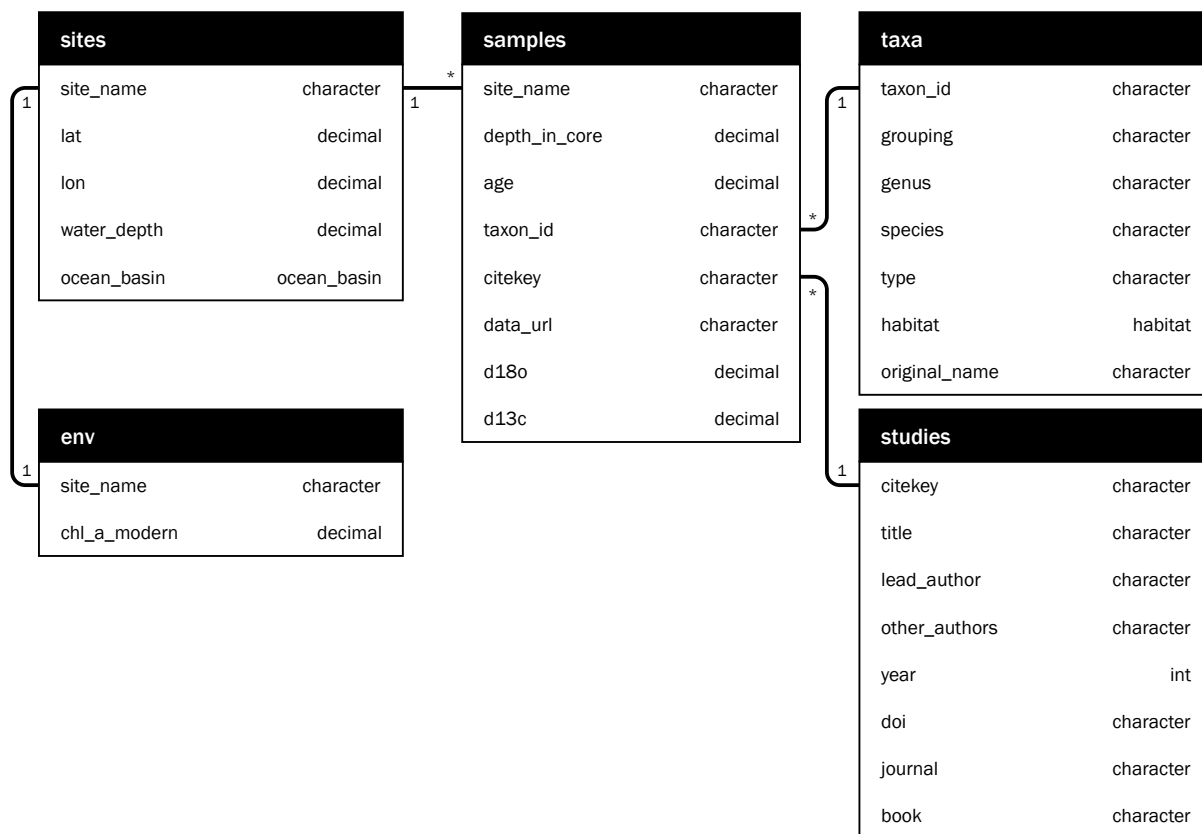 sites
site_name character
lat decimal
lon decimal
water_depth decimal
ocean_basin ocean_basin
1
1
*
env
site_name character
chl_a_modern decimal
1
samples
site_name character
depth_in_core decimal
age decimal
taxon_id character
citekey character
data_url character
d18o decimal
d13c decimal
*
*
taxa
taxon_id character
grouping character
genus character
species character
type character
habitat habitat
original_name character
1
studies
citekey character
title character
lead_author character
other_authors character
year int
doi character
journal character
book character
1